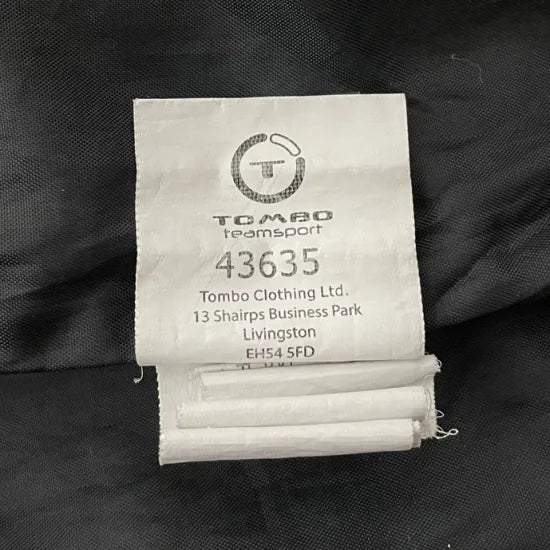 T
TOMBO
teamsport
43635
Tombo Clothing Ltd.
13 Shairps Business Park
Livingston
EH54 5FD